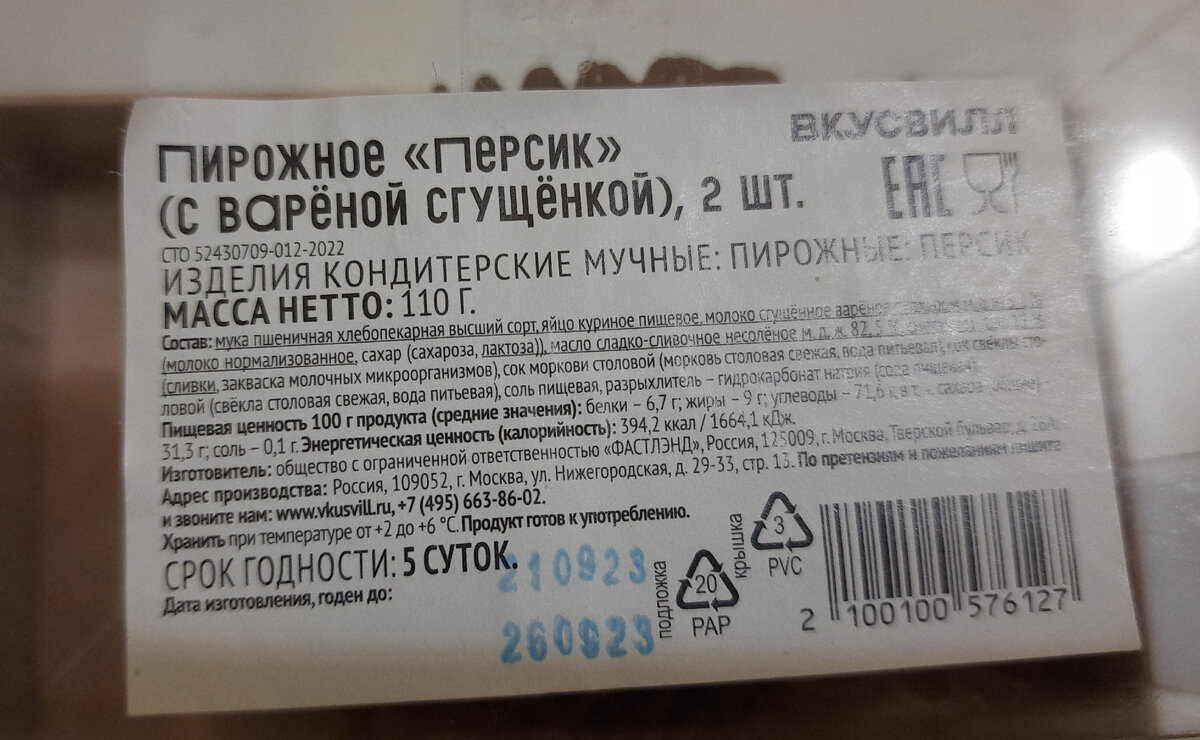 ВКУСВИЛЛ
ПИРОЖНОЕ «ПЕРСИК»
(С ВАРЁНОЙ СГУЩЁНКОЙ), 2 ШТ.
EAC
СТО 52430709-012-2022
ИЗДЕЛИЯ КОНДИТЕРСКИЕ МУЧНЫЕ: ПИРОЖНЫЕ: ПЕРСИК
МАССА НЕТТО: 110 Г.
Состав: мука пшеничная хлебопекарная высший сорт, яйцо куриное пищевое, молоко сгущённое варёное
(молоко нормализованное, сахар (сахароза, лактоза)), масло сладко-сливочное несолёное м. д. ж. 82,5 %
(сливки, закваска молочных микроорганизмов), сок моркови столовой (морковь столовая свежая, вода питьевая), сок свёклы сто-
ловой (свёкла столовая свежая, вода питьевая), соль пищевая, разрыхлитель – гидрокарбонат натрия (сода пищевая).
Пищевая ценность 100 г продукта (средние значения): белки – 6,7 г; жиры – 9 г; углеводы – 71,6 г, в т. ч. сахара
31,3 г; соль – 0,1 г. Энергетическая ценность (калорийность): 394,2 ккал / 1664,1 кДж.
Изготовитель: общество с ограниченной ответственностью «ФАСТЛЭНД», Россия, 125009, г. Москва, Тверской бульвар, д. 26А.
Адрес производства: Россия, 109052, г. Москва, ул. Нижегородская, д. 29-33, стр. 13. По претензиям и пожеланиям пишите
и звоните нам: www.vkusvill.ru, +7 (495) 663-86-02.
Хранить при температуре от +2 до +6 °C. Продукт готов к употреблению.
СРОК ГОДНОСТИ: 5 СУТОК.
210923
Дата изготовления, годен до:
260923
подложка
20
PAP
крышка
3
PVC
2 100100 576127